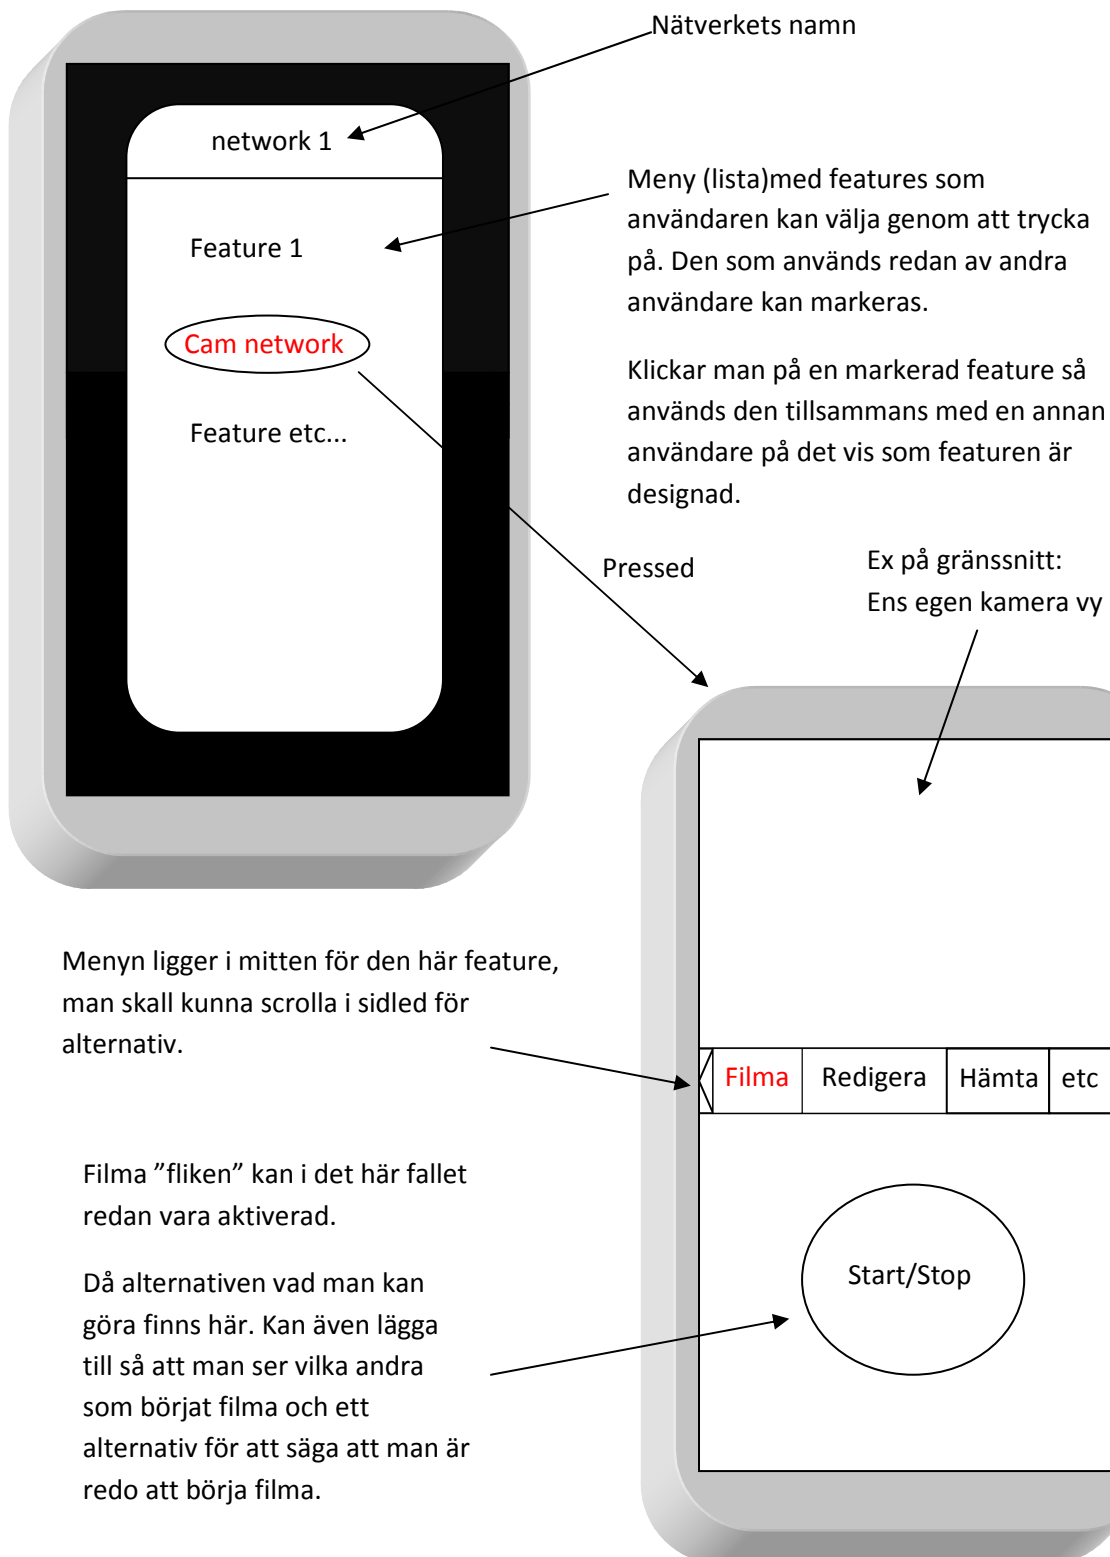 Nätverkets namn
network 1
Meny (lista)med features som
användaren kan välja genom att trycka
på. Den som används redan av andra
användare kan markeras.
Feature 1
Cam network
Feature etc...
Klickar man på en markerad feature så
används den tillsammans med en annan
användare på det vis som featuren är
designad.
Pressed
Ex på gränssnitt:
Ens egen kamera vy
Menyn ligger i mitten för den här feature,
man skall kunna scrolla i sidled för
alternativ.
Filma Redigera Hämta etc
Filma ”fliken” kan i det här fallet
redan vara aktiverad.
Då alternativen vad man kan
göra finns här. Kan även lägga
till så att man ser vilka andra
som börjat filma och ett
alternativ för att säga att man är
redo att börja filma.
Start/Stop